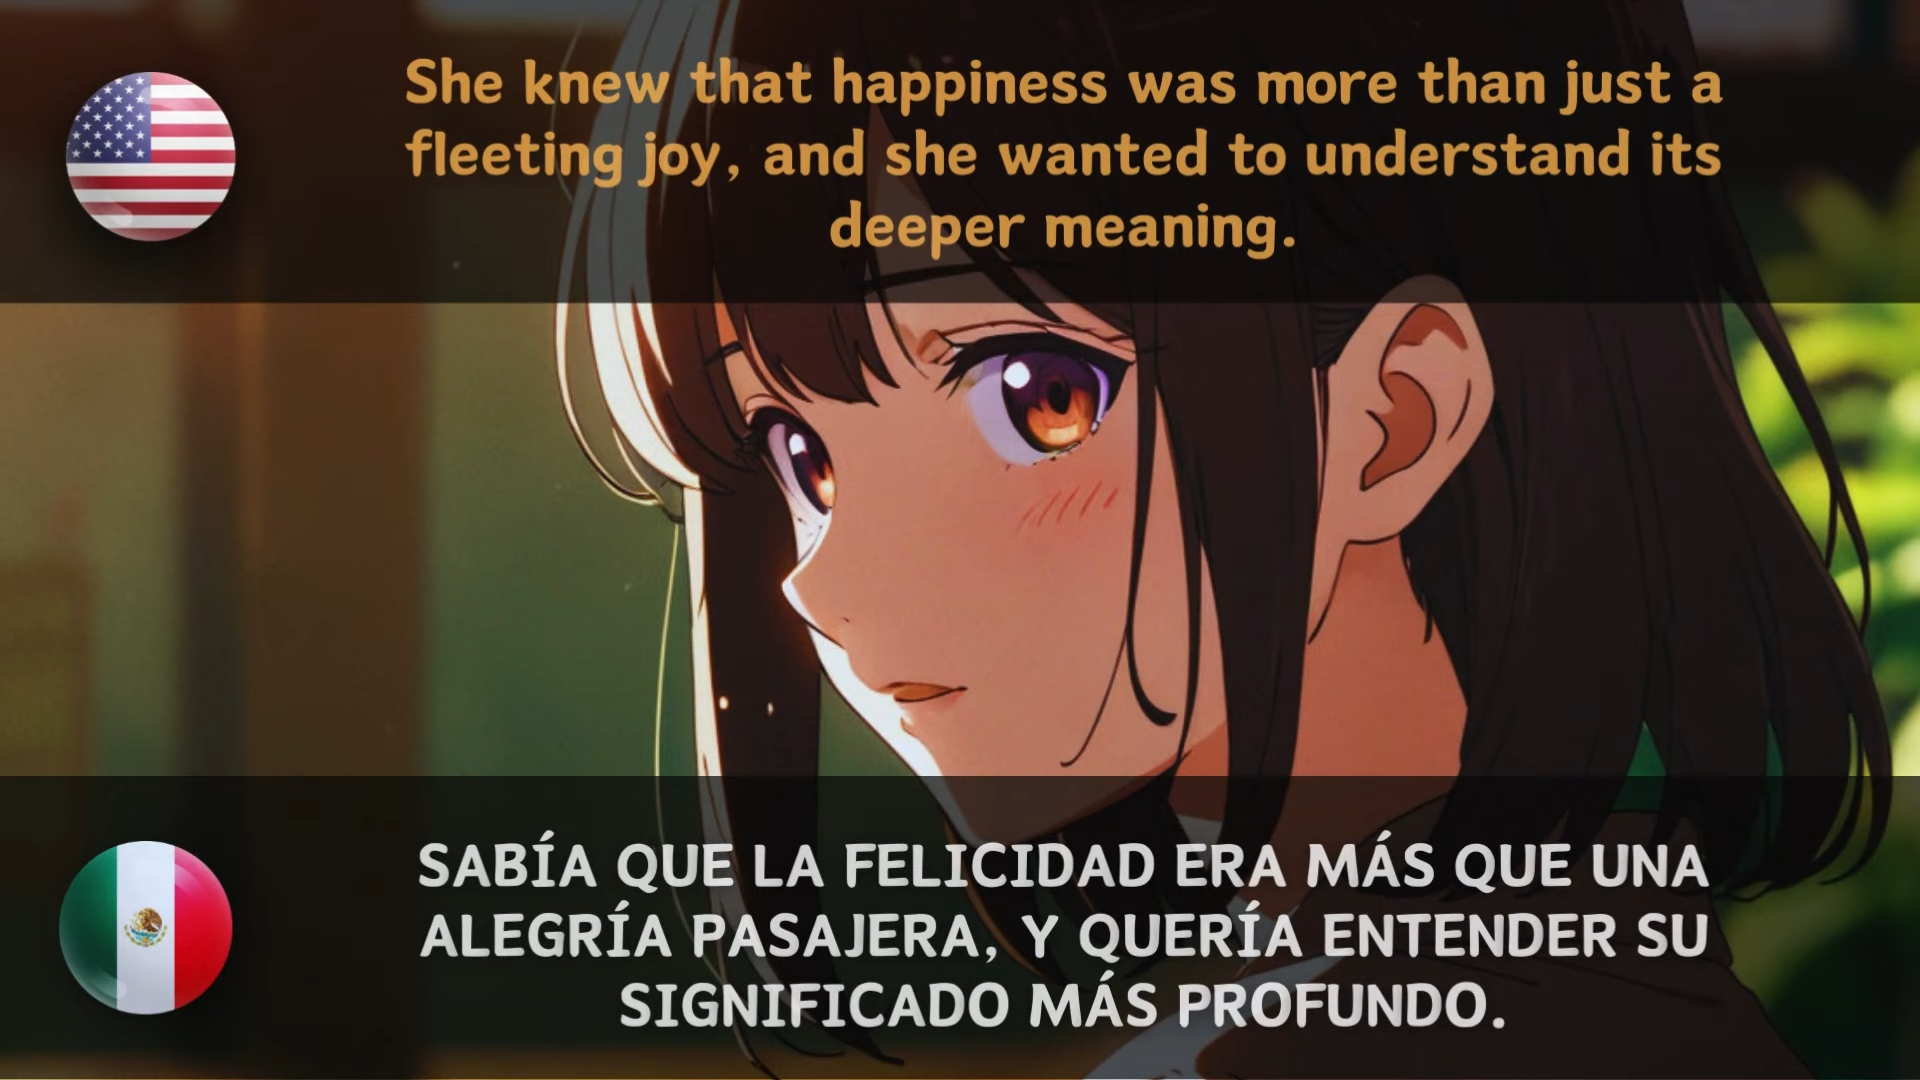 She knew that happiness was more than just a
fleeting joy, and she wanted to understand its
deeper meaning.
SABÍA QUE LA FELICIDAD ERA MÁS QUE UNA
ALEGRÍA PASAJERA, Y QUERÍA ENTENDER SU
SIGNIFICADO MÁS PROFUNDO.